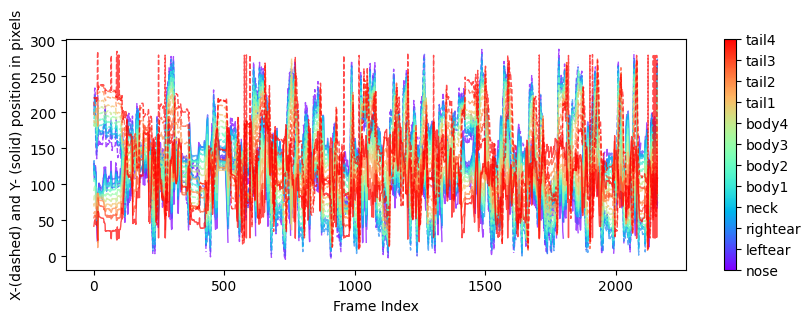 X-(dashed) and Y- (solid) position in pixels
300
250
200
150
100
50
0
0
500
1000
1500
2000
Frame Index
tail4
tail3
tail2
tail1
body4
body3
body2
body1
neck
rightear
leftear
nose